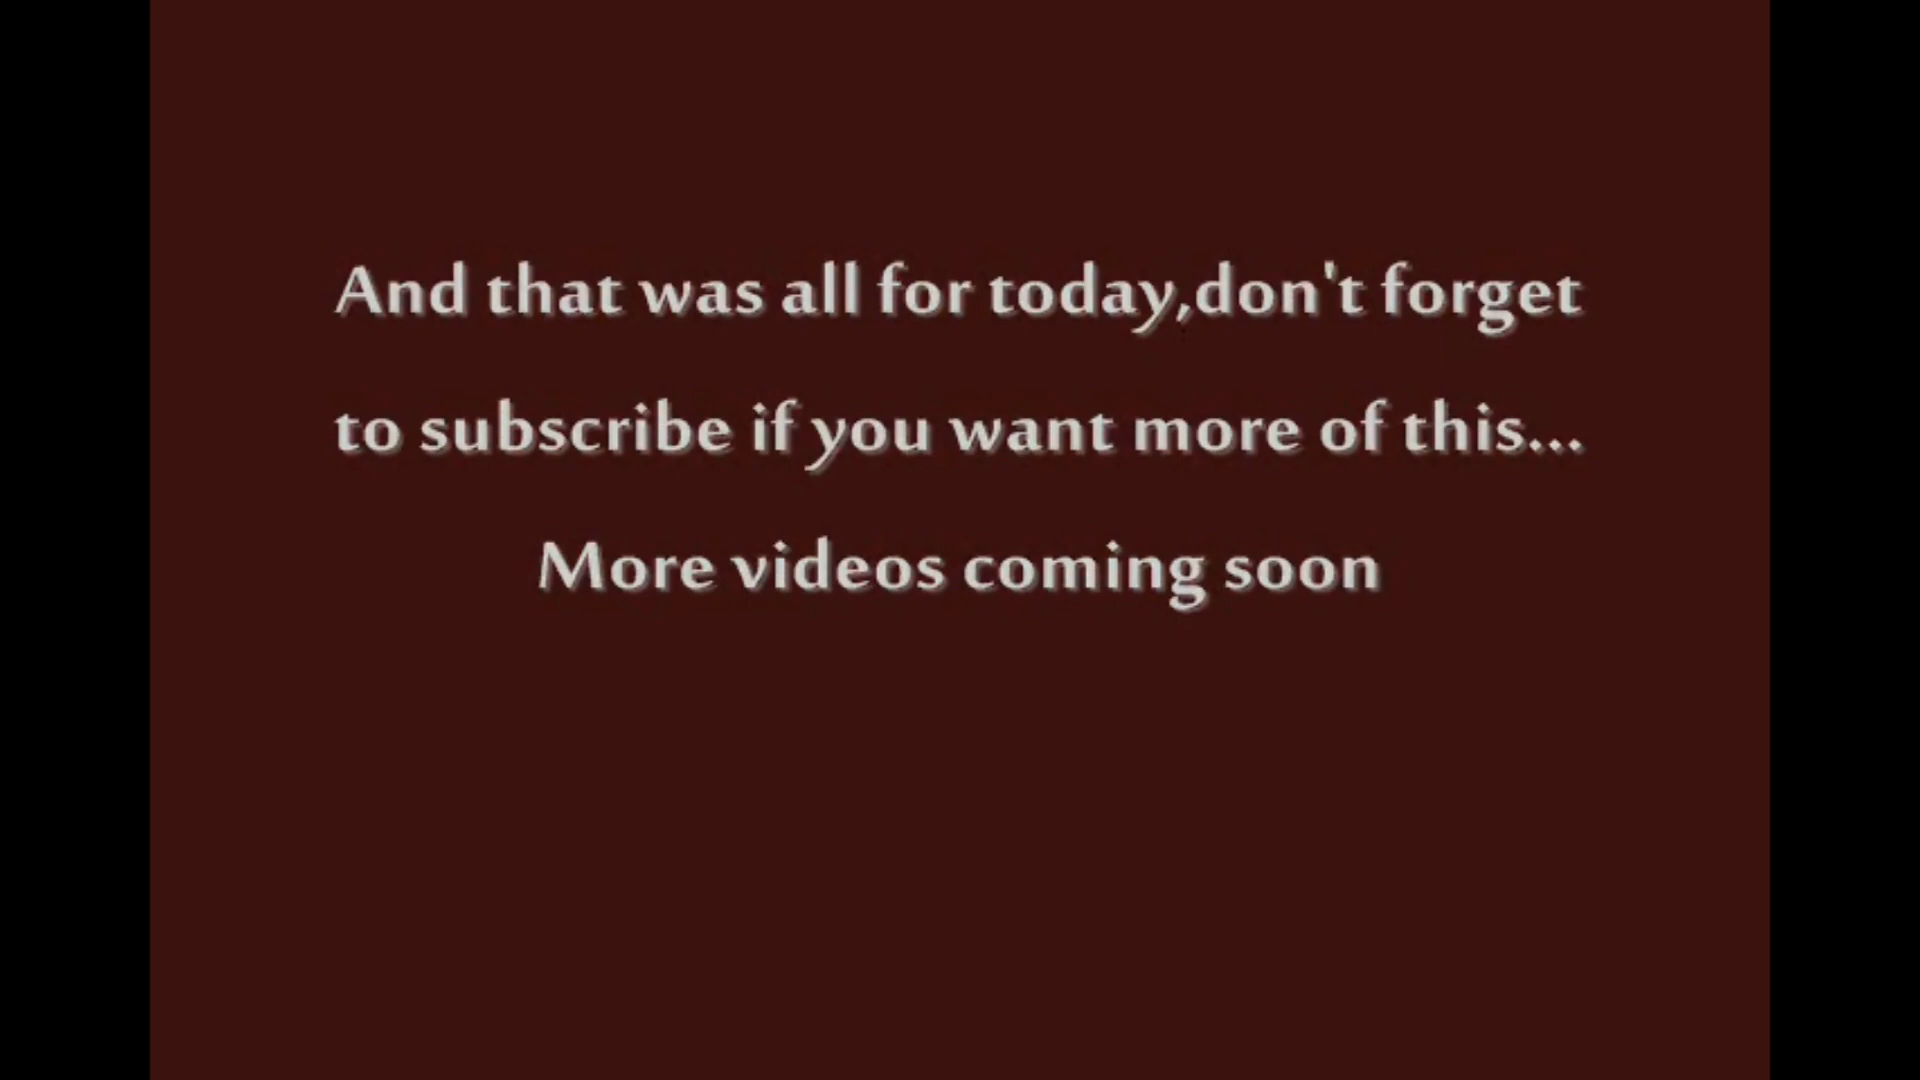 And that was all for today,don't forget
to subscribe if you want more of this...
More videos coming soon